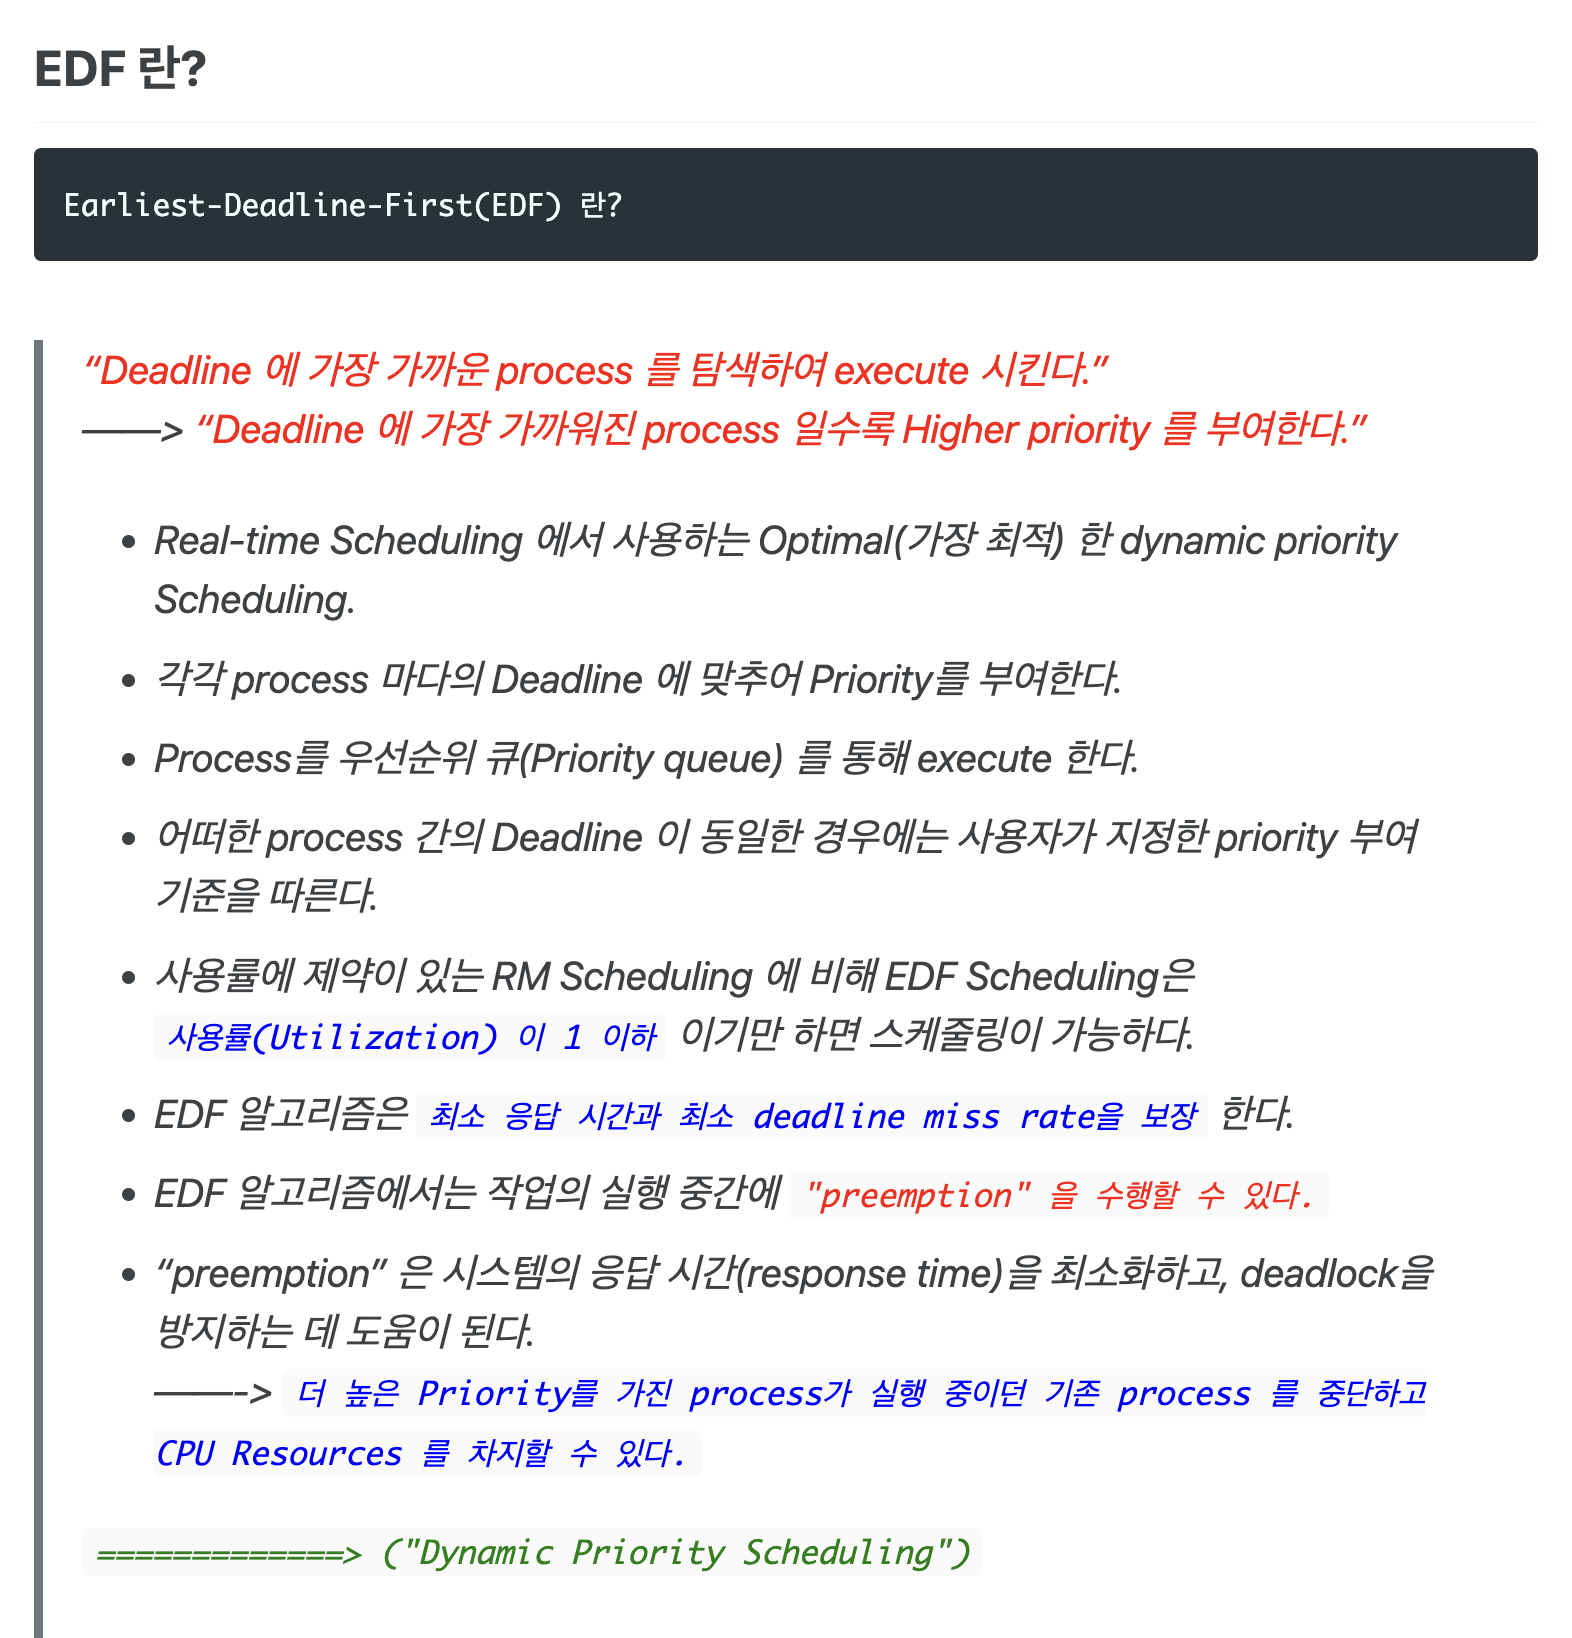 EDF 란?
Earliest-Deadline-First(EDF) 란?
“Deadline 에 가장 가까운 process 를 탐색하여 execute 시킨다.”
——> “Deadline 에 가장 가까워진 process 일수록 Higher priority 를 부여한다.”
• Real-time Scheduling 에서 사용하는 Optimal(가장 최적) 한 dynamic priority
Scheduling.
• 각각 process 마다의 Deadline 에 맞추어 Priority를 부여한다.
• Process를 우선순위 큐(Priority queue) 를 통해 execute 한다.
• 어떠한 process 간의 Deadline 이 동일한 경우에는 사용자가 지정한 priority 부여
기준을 따른다.
• 사용률에 제약이 있는 RM Scheduling 에 비해 EDF Scheduling은
사용률(Utilization) 이 1 이하 이기만 하면 스케줄링이 가능하다.
• EDF 알고리즘은 최소 응답 시간과 최소 deadline miss rate을 보장 한다.
• EDF 알고리즘에서는 작업의 실행 중간에 "preemption" 을 수행할 수 있다.
• “preemption” 은 시스템의 응답 시간(response time)을 최소화하고, deadlock을
방지하는 데 도움이 된다.
——-> 더 높은 Priority를 가진 process가 실행 중이던 기존 process 를 중단하고
CPU Resources 를 차지할 수 있다.
=============> ("Dynamic Priority Scheduling")